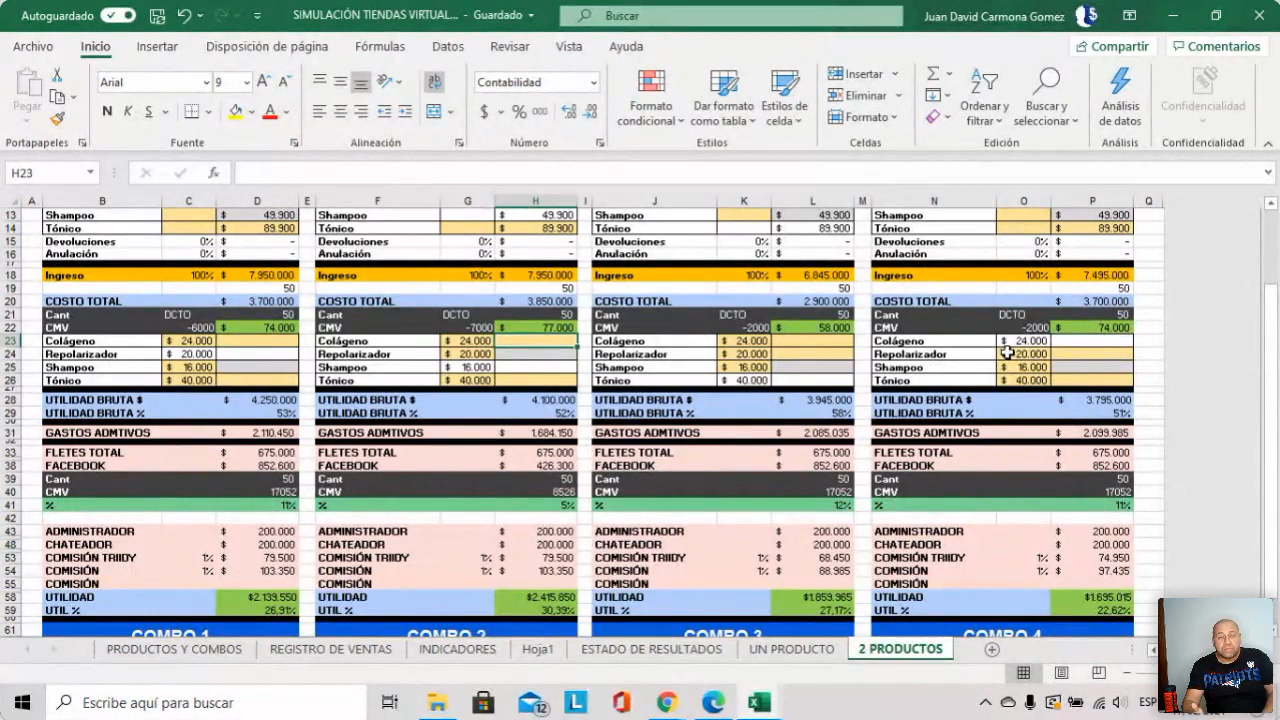 Autoguardado
SIMULACIÓN TIENDAS VIRTUAL... - Guardado
Buscar
Juan David Carmona Gomez
Archivo Inicio Insertar Disposición de página Fórmulas Datos Revisar Vista Ayuda Compartir Comentarios
Pegar
Arial 9
N K S
Contabilidad
$ % 000
Formato condicional
Dar formato como tabla
Estilos de celda
Insertar
Eliminar
Formato
Ordenar y filtrar
Buscar y seleccionar
Análisis de datos
Confidencialidad
Portapapeles Fuente Alineación Número Estilos Celdas Edición Análisis Confidencialidad
H23
A B C D E F G H I J K L M N O P Q
13 Shampoo $ 49.900 Shampoo $ 49.900 Shampoo $ 49.900 Shampoo $ 49.900
14 Tónico $ 89.900 Tónico $ 89.900 Tónico $ 89.900 Tónico $ 89.900
15 Devoluciones 0% - Devoluciones 0% - Devoluciones 0% - Devoluciones 0% -
16 Anulación 0% $ - Anulación 0% $ - Anulación 0% $ - Anulación 0% $ -
18 Ingreso 100% $ 7.950.000 Ingreso 100% $ 7.950.000 Ingreso 100% $ 6.845.000 Ingreso 100% $ 7.495.000
19 50 50 50 50
20 COSTO TOTAL $ 3.700.000 COSTO TOTAL $ 3.850.000 COSTO TOTAL $ 2.900.000 COSTO TOTAL $ 3.700.000
21 Cant DCTO 50 Cant DCTO 50 Cant DCTO 50 Cant DCTO 50
22 CMV -6000 $ 74.000 CMV -7000 $ 77.000 CMV -2000 $ 58.000 CMV -2000 $ 74.000
23 Colágeno $ 24.000 Colágeno $ 24.000 Colágeno $ 24.000 Colágeno $ 24.000
24 Repolarizador $ 20.000 Repolarizador $ 20.000 Repolarizador $ 20.000 Repolarizador 20.000
25 Shampoo $ 16.000 Shampoo $ 16.000 Shampoo $ 16.000 Shampoo $ 16.000
26 Tónico $ 40.000 Tónico $ 40.000 Tónico $ 40.000 Tónico $ 40.000
28 UTILIDAD BRUTA $ $ 4.250.000 UTILIDAD BRUTA $ $ 4.100.000 UTILIDAD BRUTA $ $ 3.945.000 UTILIDAD BRUTA $ $ 3.795.000
29 UTILIDAD BRUTA % 53% UTILIDAD BRUTA % 52% UTILIDAD BRUTA % 58% UTILIDAD BRUTA % 51%
31 GASTOS ADMTIVOS $ 2.110.450 GASTOS ADMTIVOS $ 1.684.150 GASTOS ADMTIVOS $ 2.085.035 GASTOS ADMTIVOS $ 2.099.985
33 FLETES TOTAL $ 675.000 FLETES TOTAL $ 675.000 FLETES TOTAL $ 675.000 FLETES TOTAL $ 675.000
38 FACEBOOK $ 852.600 FACEBOOK $ 426.300 FACEBOOK $ 852.600 FACEBOOK $ 852.600
39 Cant 50 Cant 50 Cant 50 Cant 50
40 CMV 17052 CMV 8526 CMV 17052 CMV 17052
41 % 11% % 5% % 12% % 11%
42
43 ADMINISTRADOR $ 200.000 ADMINISTRADOR $ 200.000 ADMINISTRADOR $ 200.000 ADMINISTRADOR $ 200.000
48 CHATEADOR $ 200.000 CHATEADOR $ 200.000 CHATEADOR $ 200.000 CHATEADOR $ 200.000
53 COMISIÓN TRIIDY 1% $ 79.500 COMISIÓN TRIIDY 1% $ 79.500 COMISIÓN TRIIDY 1% $ 68.450 COMISIÓN TRIIDY 1% $ 74.950
54 COMISIÓN 1% $ 103.350 COMISIÓN 1% $ 103.350 COMISIÓN 1% $ 88.985 COMISIÓN 1% $ 97.435
55 COMISIÓN COMISIÓN COMISIÓN COMISIÓN
58 UTILIDAD $2.139.550 UTILIDAD $2.415.850 UTILIDAD $1.859.965 UTILIDAD $1.695.015
59 UTIL % 26,91% UTIL % 30,39% UTIL % 27,17% UTIL % 22,62%
61 COMBO 1 COMBO 2 COMBO 3 COMBO 4
PRODUCTOS Y COMBOS REGISTRO DE VENTAS INDICADORES Hoja1 ESTADO DE RESULTADOS UN PRODUCTO 2 PRODUCTOS
Escribe aquí para buscar
12
L
ESP
PATRIOTS